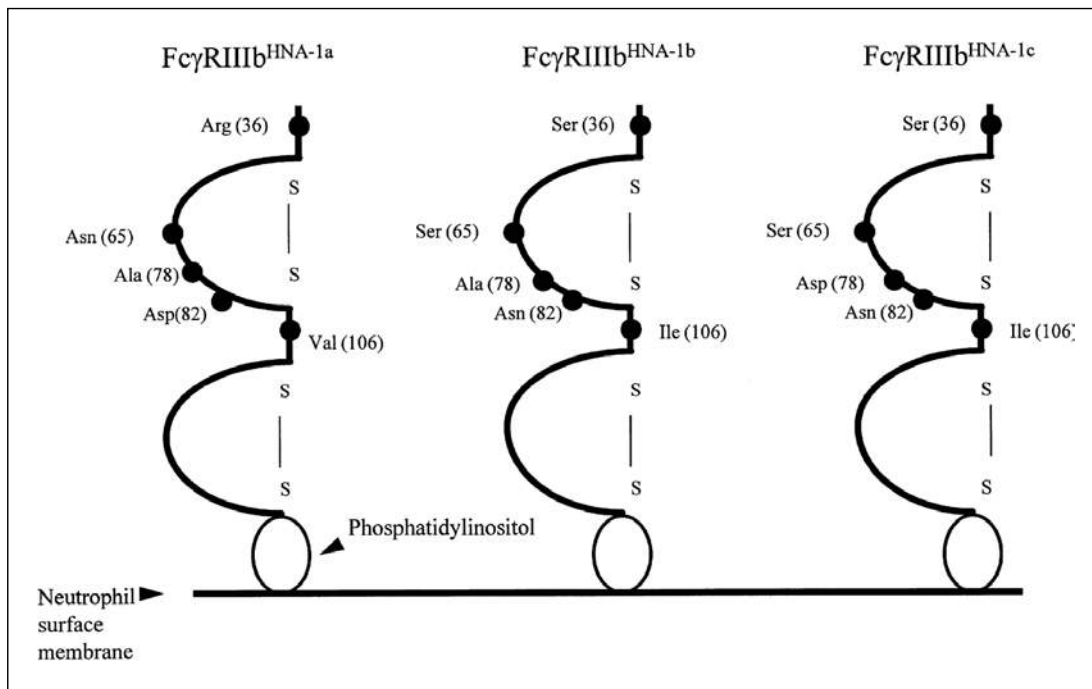 FcγRIIIb^HNA-1a
FcγRIIIb^HNA-1b
FcγRIIIb^HNA-1c
Arg (36)
Ser (36)
Ser (36)
S
S
S
Asn (65)
Ser (65)
Ser (65)
Ala (78)
Ala (78)
Asp (78)
S
S
S
Asp(82)
Asn (82)
Asn (82)
Val (106)
Ile (106)
Ile (106)
S
S
S
S
S
S
Phosphatidylinositol
Neutrophil
surface
membrane